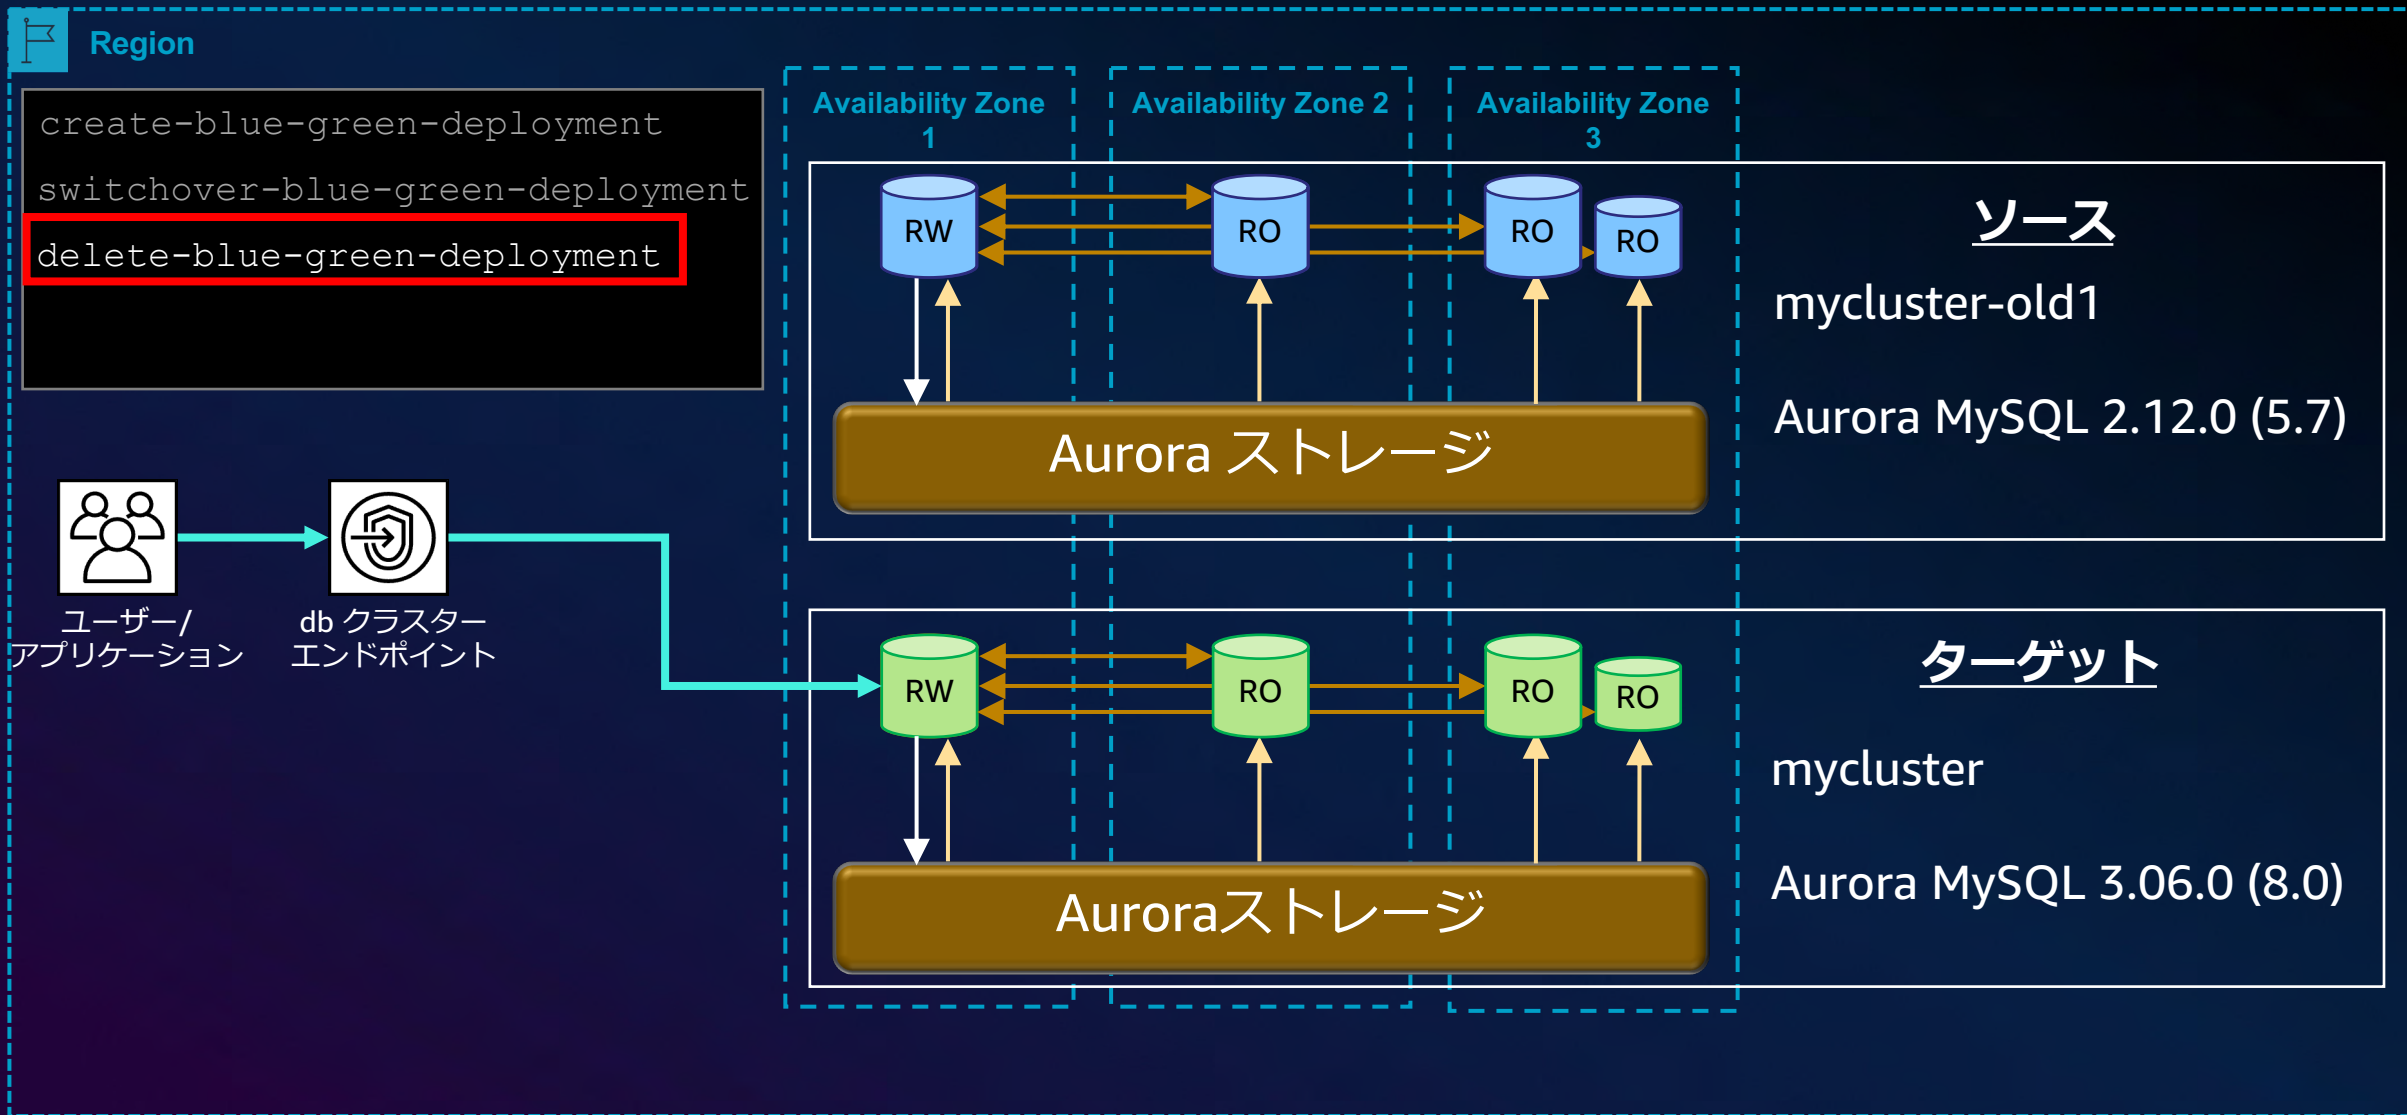 Region
create-blue-green-deployment
switchover-blue-green-deployment
delete-blue-green-deployment
Availability Zone
1
Availability Zone 2
Availability Zone
3
RW
RO
RO
RO
Aurora ストレージ
ソース
mycluster-old1
Aurora MySQL 2.12.0 (5.7)
ユーザー/
アプリケーション
db クラスター
エンドポイント
RW
RO
RO
RO
Auroraストレージ
ターゲット
mycluster
Aurora MySQL 3.06.0 (8.0)